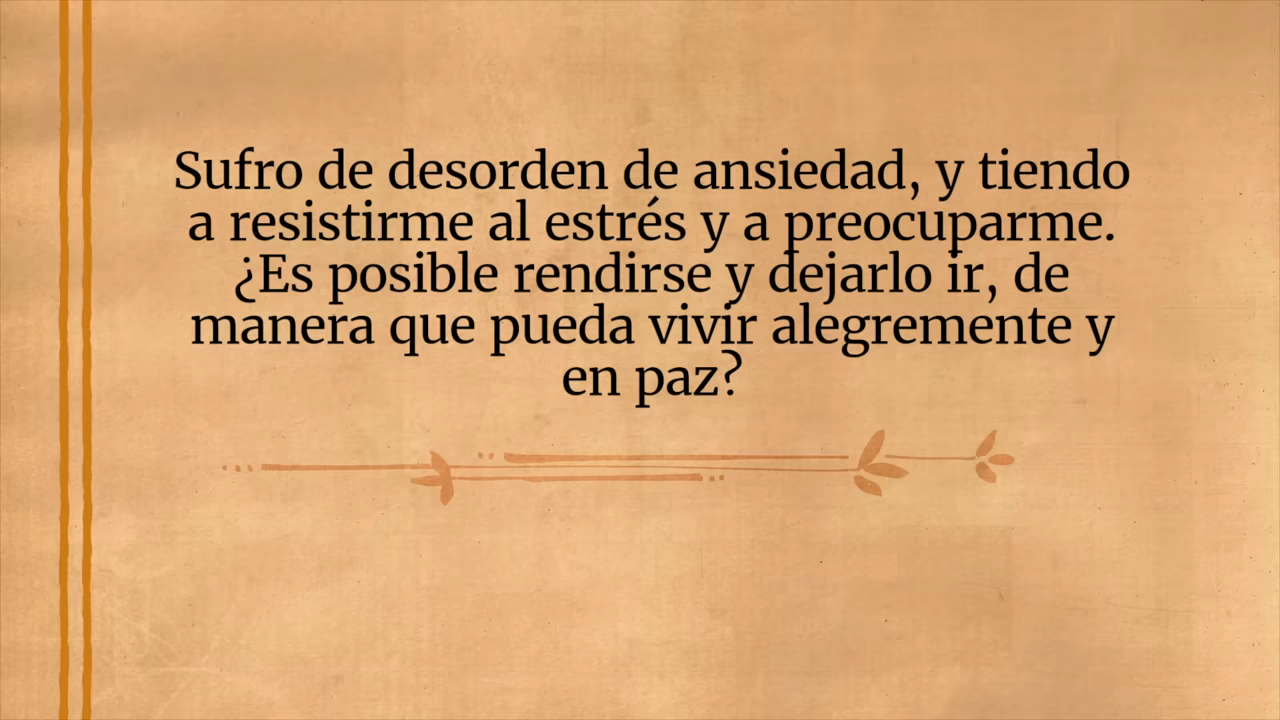 Sufro de desorden de ansiedad, y tiendo
a resistirme al estrés y a preocuparme.
¿Es posible rendirse y dejarlo ir, de
manera que pueda vivir alegremente y
en paz?